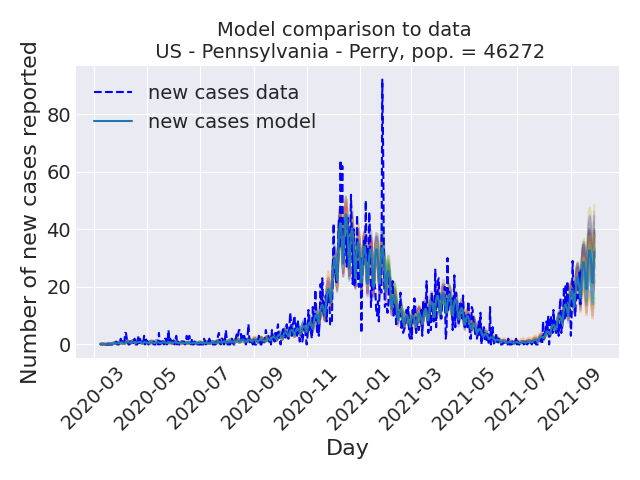 Model comparison to data
US - Pennsylvania - Perry, pop. = 46272
new cases data
new cases model
Number of new cases reported
80
60
40
20
0
2020-03
2020-05
2020-07
2020-09
2020-11
2021-01
2021-03
2021-05
2021-07
2021-09
Day